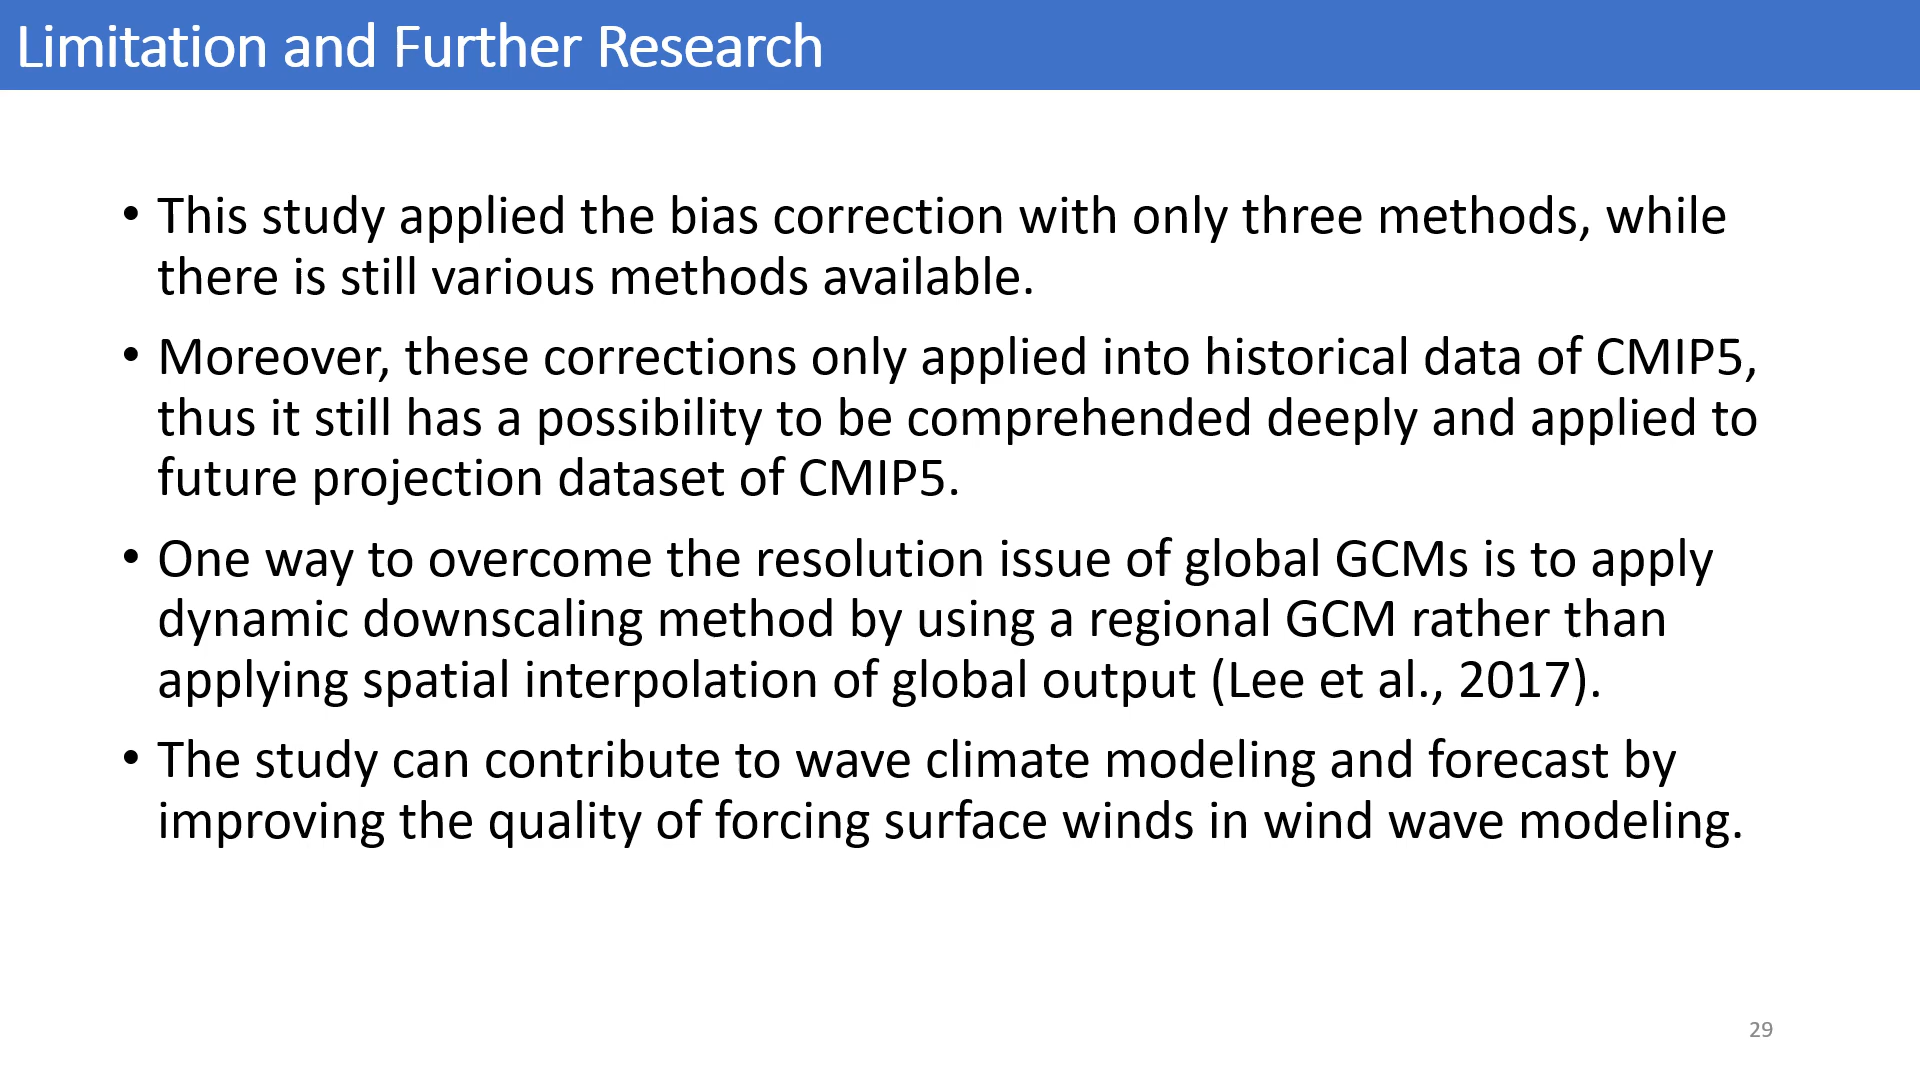 Limitation and Further Research
• This study applied the bias correction with only three methods, while
there is still various methods available.
• Moreover, these corrections only applied into historical data of CMIP5,
thus it still has a possibility to be comprehended deeply and applied to
future projection dataset of CMIP5.
• One way to overcome the resolution issue of global GCMs is to apply
dynamic downscaling method by using a regional GCM rather than
applying spatial interpolation of global output (Lee et al., 2017).
• The study can contribute to wave climate modeling and forecast by
improving the quality of forcing surface winds in wind wave modeling.
29